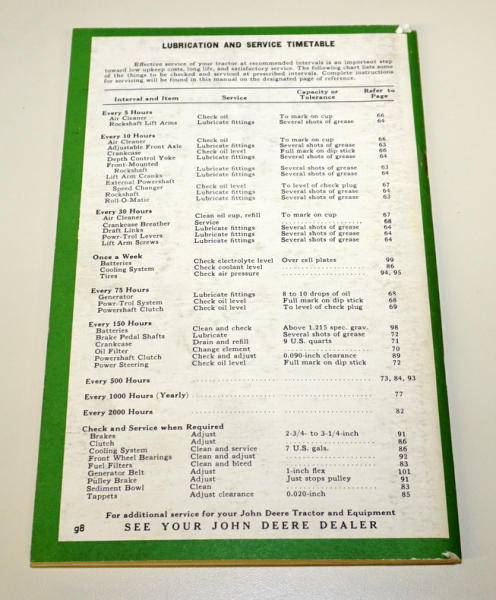 LUBRICATION AND SERVICE TIMETABLE
Effective service of your tractor at recommended intervals is an important step
toward low upkeep costs, long life, and satisfactory service. The following chart lists some
of the things to be checked and serviced at prescribed intervals. Complete instructions
for servicing will be found in this manual on the designated page of reference.
Interval and Item Service Capacity or Tolerance Refer to Page
Every 5 Hours
Air Cleaner Check oil To mark on cup 66
Rockshaft Lift Arms Lubricate fittings Several shots of grease 64
Every 10 Hours
Air Cleaner Check oil To mark on cup 66
Adjustable Front Axle Lubricate fittings Several shots of grease 63
Crankcase Check oil level Full mark on dip stick 66
Depth Control Yoke Lubricate fittings Several shots of grease 64
Front-Mounted
Rockshaft Lubricate fittings Several shots of grease 63
Lift Arm Cranks Lubricate fittings Several shots of grease 64
External Powershaft
Speed Changer Check oil level To level of check plug 67
Rockshaft Lubricate fittings Several shots of grease 64
Roll-O-Matic Lubricate fittings Several shots of grease 63
Every 30 Hours
Air Cleaner Clean oil cup, refill To mark on cup 67
Crankcase Breather Service 68
Draft Links Lubricate fittings Several shots of grease 64
Powr-Trol Levers Lubricate fittings Several shots of grease 64
Lift Arm Screws Lubricate fittings Several shots of grease 64
Once a Week
Batteries Check electrolyte level Over cell plates 99
Cooling System Check coolant level 86
Tires Check air pressure 94, 95
Every 75 Hours
Generator Lubricate fittings 8 to 10 drops of oil 68
Powr-Trol System Check oil level Full mark on dip stick 68
Powershaft Clutch Check oil level To level of check plug 69
Every 150 Hours
Batteries Clean and check Above 1.215 spec. grav. 98
Brake Pedal Shafts Lubricate Several shots of grease 72
Crankcase Drain and refill 9 U.S. quarts 71
Oil Filter Change element 70
Powershaft Clutch Check and adjust 0.090-inch clearance 89
Power Steering Check oil level Full mark on dip stick 72
Every 500 Hours 73, 84, 93
Every 1000 Hours (Yearly) 77
Every 2000 Hours 82
Check and Service when Required
Brakes Adjust 2-3/4- to 3-1/4-inch 91
Clutch Adjust 86
Cooling System Clean and service 7 U.S. gals. 86
Front Wheel Bearings Clean and adjust 92
Fuel Filters Clean and bleed 83
Generator Belt Adjust 1-inch flex 101
Pulley Brake Adjust Just stops pulley 91
Sediment Bowl Clean 83
Tappets Adjust clearance 0.020-inch 85
For additional service for your John Deere Tractor and Equipment
98 SEE YOUR JOHN DEERE DEALER